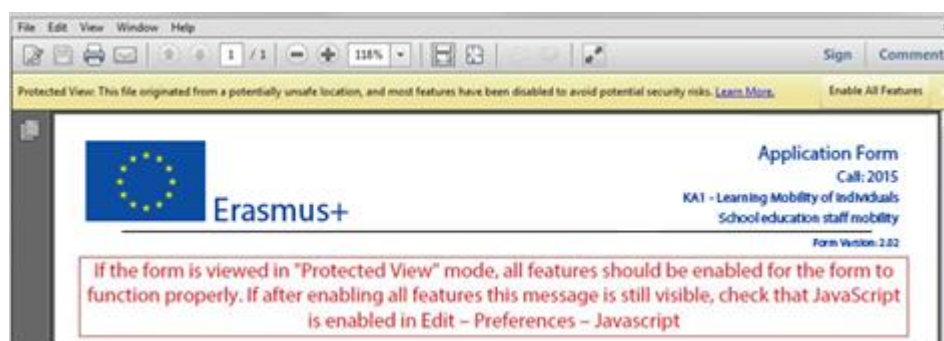 File Edit View Window Help
1 / 1 118% Sign Comment
Protected View: This file originated from a potentially unsafe location, and most features have been disabled to avoid potential security risks. Learn More. Enable All Features
Application Form
Call: 2015
Erasmus+
KA1 - Learning Mobility of Individuals
School education staff mobility
Form Version: 2.02
If the form is viewed in "Protected View" mode, all features should be enabled for the form to
function properly. If after enabling all features this message is still visible, check that JavaScript
is enabled in Edit – Preferences – Javascript